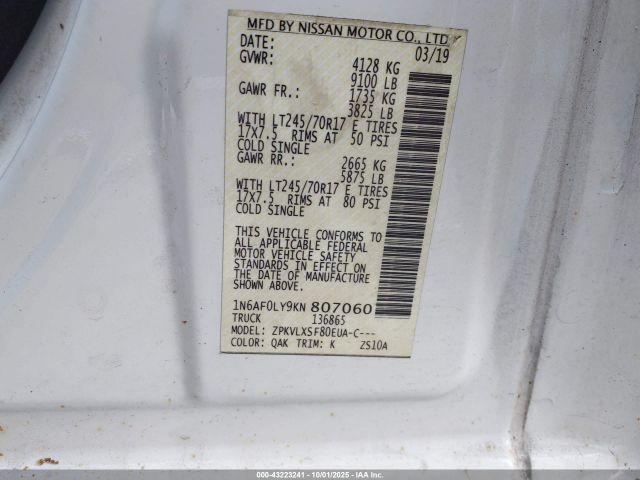 MFD BY NISSAN MOTOR CO., LTD.
DATE: 03/19
GVWR: 4128 KG
9100 LB
GAWR FR.: 1735 KG
3825 LB
WITH LT245/70R17 E TIRES
17X7.5 RIMS AT 50 PSI
COLD SINGLE
GAWR RR.: 2665 KG
5875 LB
WITH LT245/70R17 E TIRES
17X7.5 RIMS AT 80 PSI
COLD SINGLE
THIS VEHICLE CONFORMS TO
ALL APPLICABLE FEDERAL
MOTOR VEHICLE SAFETY
STANDARDS IN EFFECT ON
THE DATE OF MANUFACTURE
SHOWN ABOVE.
1N6AF0LY9KN 807060
TRUCK 136865
MODEL: ZPKVLXSF80EUA-C---
COLOR: QAK TRIM: K ZS10A
000-43223241 - 10/01/2025 - IAA Inc.